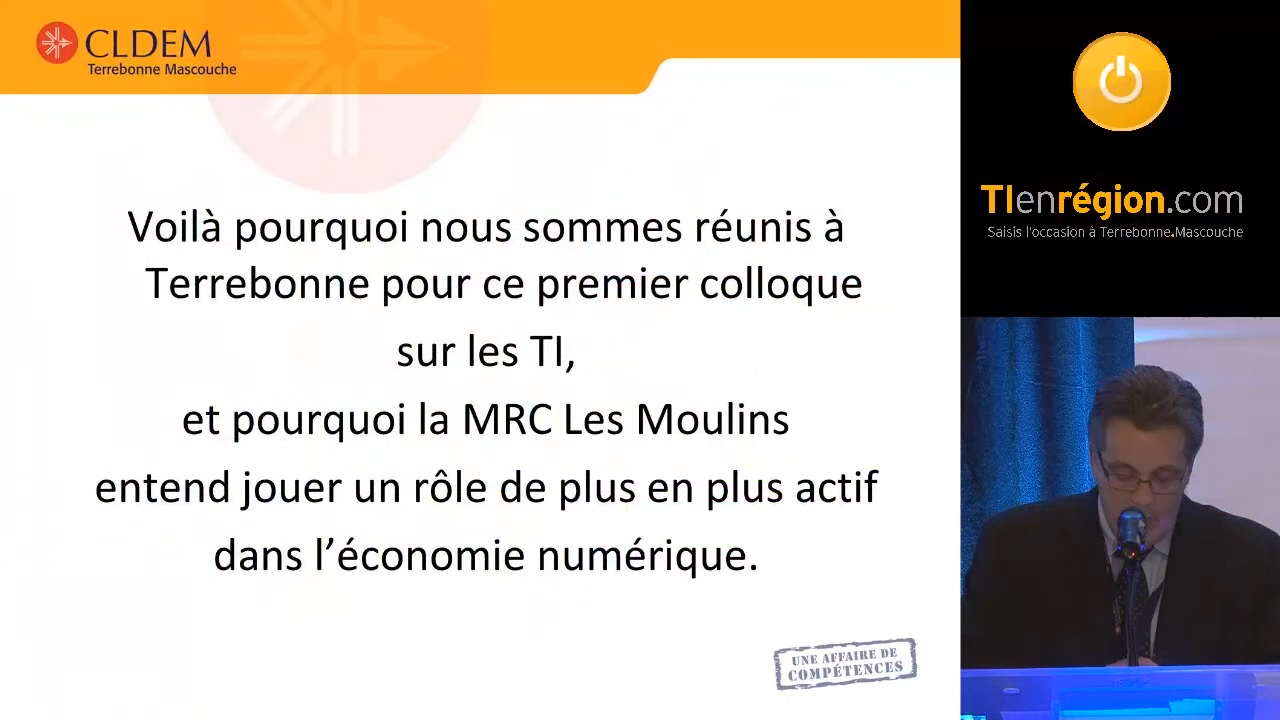 CLDEM
Terrebonne Mascouche
Voilà pourquoi nous sommes réunis à
Terrebonne pour ce premier colloque
sur les TI,
et pourquoi la MRC Les Moulins
entend jouer un rôle de plus en plus actif
dans l’économie numérique.
UNE AFFAIRE DE
COMPÉTENCES
TIenrégion.com
Saisis l'occasion à Terrebonne.Mascouche